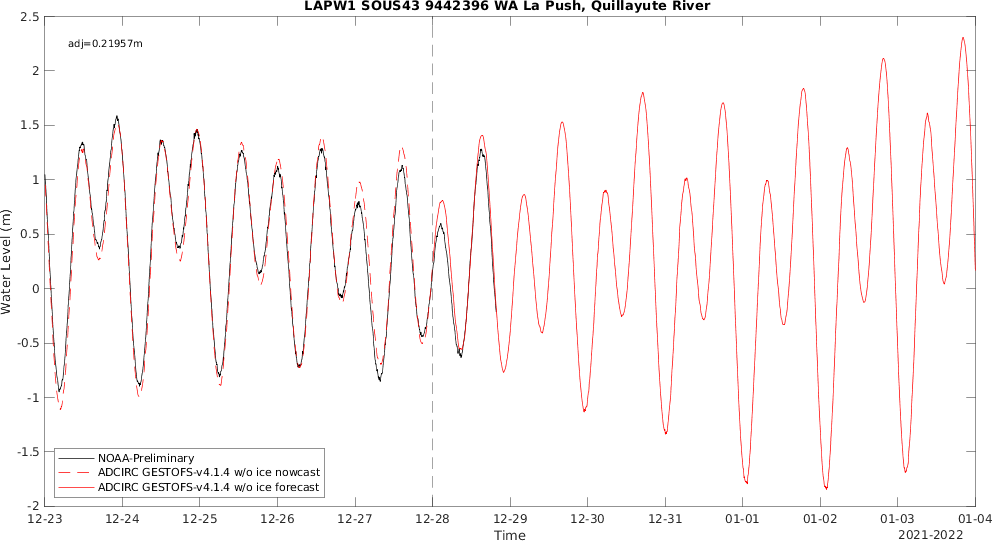 LAPW1 SOUS43 9442396 WA La Push, Quillayute River
adj=0.21957m
Water Level (m)
2.5
2
1.5
1
0.5
0
-0.5
-1
-1.5
-2
NOAA-Preliminary
ADCIRC GESTOFS-v4.1.4 w/o ice nowcast
ADCIRC GESTOFS-v4.1.4 w/o ice forecast
12-23 12-24 12-25 12-26 12-27 12-28 12-29 12-30 12-31 01-01 01-02 01-03 01-04
Time
2021-2022